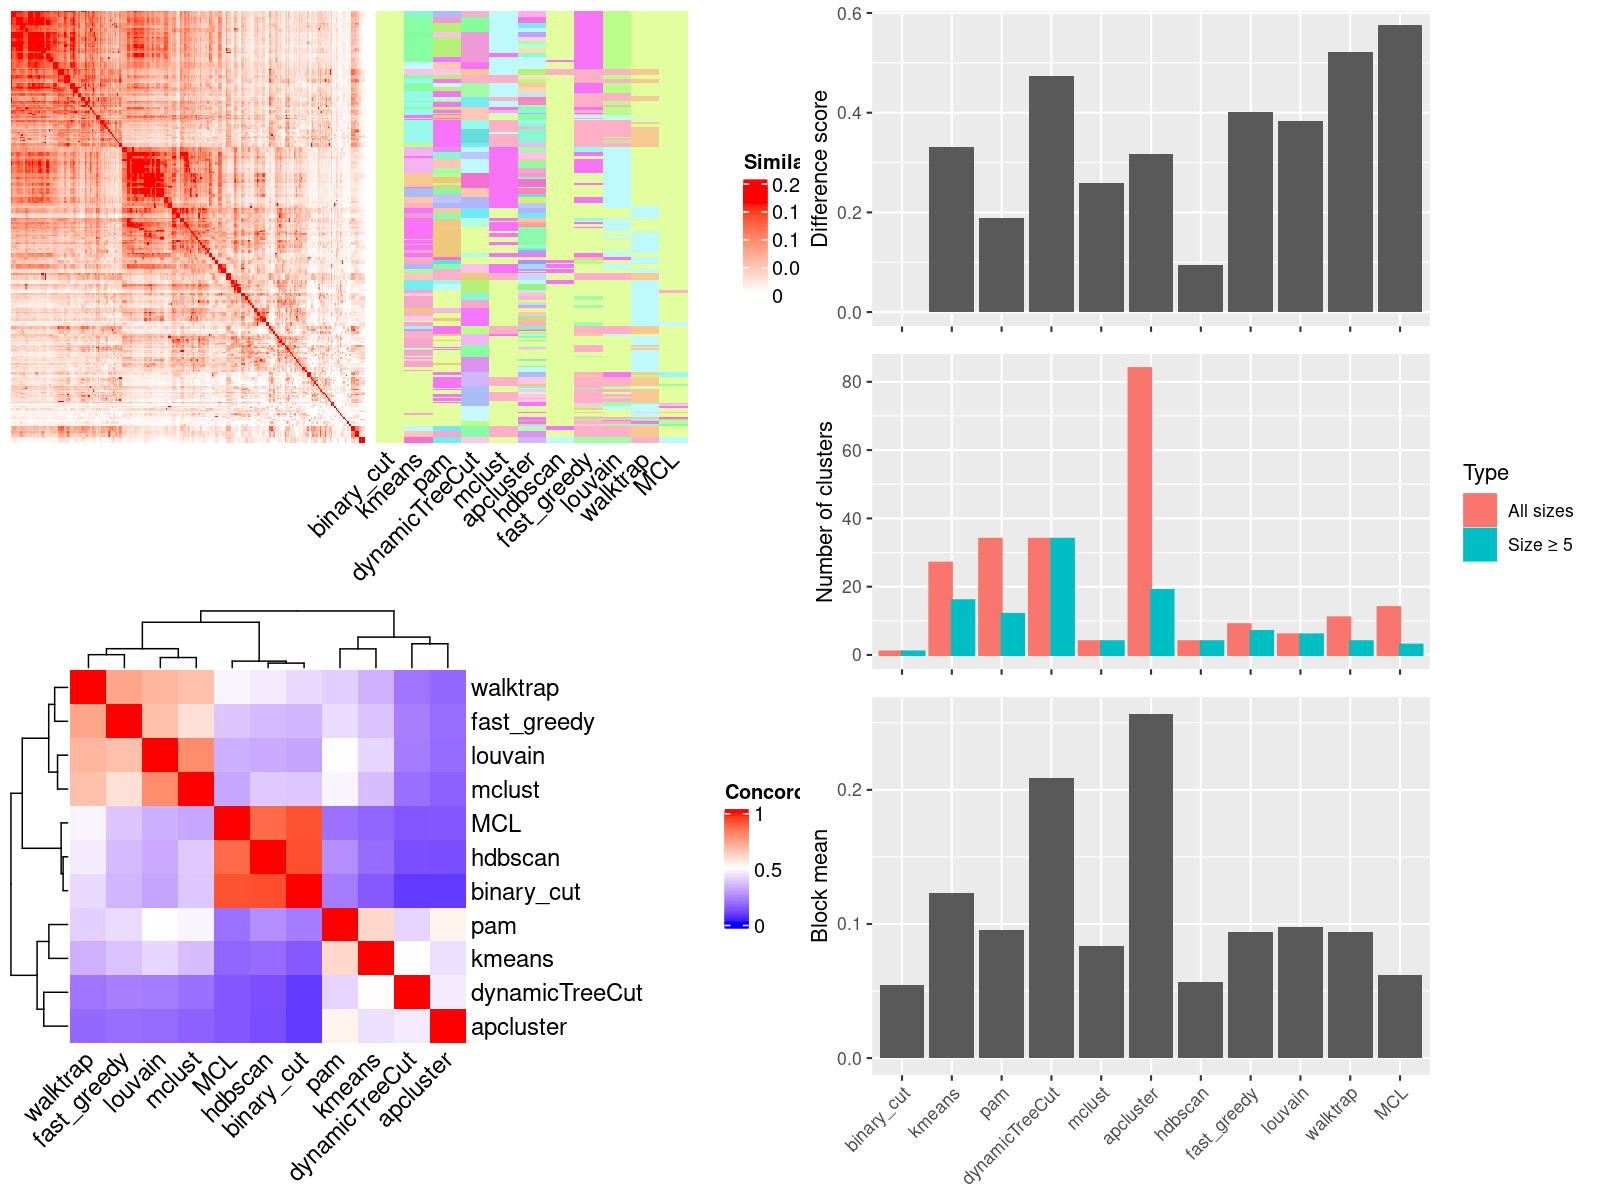 Simila
0.2
0.1
0.1
0.0
0
binary_cut
kmeans
pam
dynamicTreeCut
mclust
apcluster
hdbscan
fast_greedy
louvain
walktrap
MCL
walktrap
fast_greedy
louvain
mclust
MCL
hdbscan
binary_cut
pam
kmeans
dynamicTreeCut
apcluster
walktrap
fast_greedy
louvain
mclust
MCL
hdbscan
binary_cut
pam
kmeans
dynamicTreeCut
apcluster
Concord
1
0.5
0
Difference score
0.6
0.4
0.2
0.0
Number of clusters
80
60
40
20
0
Type
All sizes
Size ≥ 5
Block mean
0.2
0.1
0.0
binary_cut
kmeans
pam
dynamicTreeCut
mclust
apcluster
hdbscan
fast_greedy
louvain
walktrap
MCL